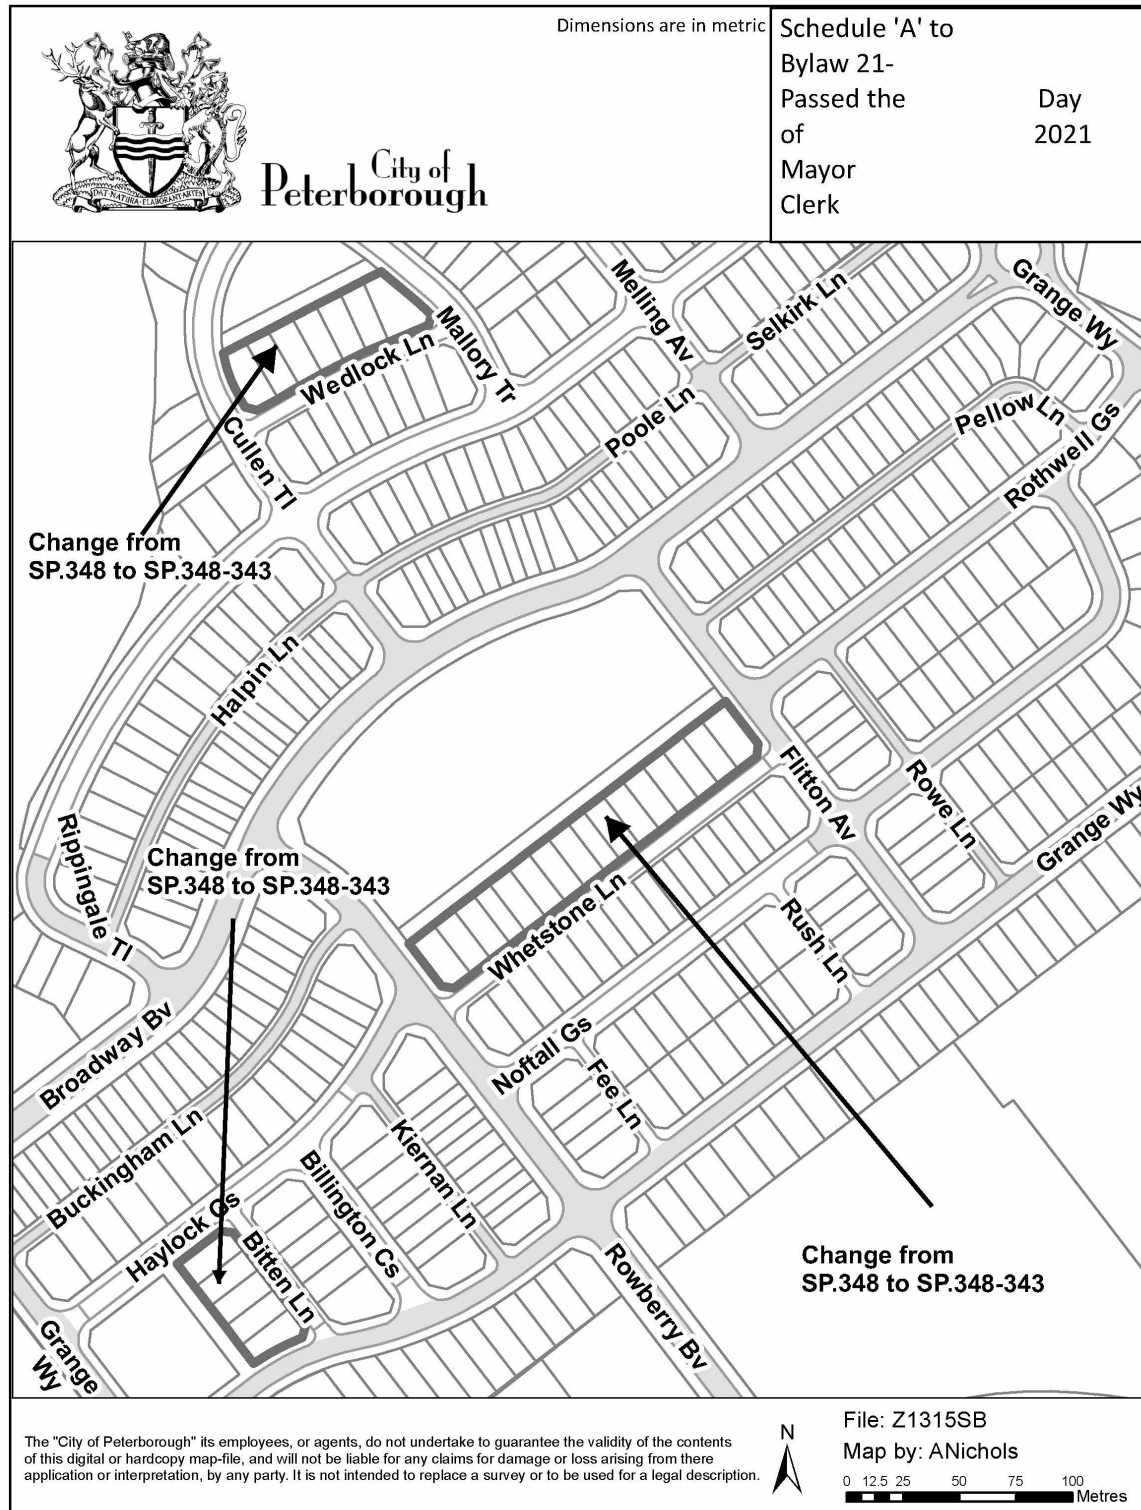 Dimensions are in metric
Schedule 'A' to
Bylaw 21-
Passed the Day
of 2021
Mayor
Clerk
DAT·NATURA·ELABORANT·ARTES
City of
Peterborough
Grange Wy
Melling Av
Selkirk Ln
Mallory Tr
Wedlock Ln
Poole Ln
Pellow Ln
Rothwell Gs
Cullen Tl
Change from
SP.348 to SP.348-343
Halpin Ln
Flitton Av
Rowe Ln
Grange Wy
Rippingale Tl
Change from
SP.348 to SP.348-343
Whetstone Ln
Rush Ln
Broadway Bv
Noftall Gs
Fee Ln
Buckingham Ln
Kiernan Ln
Billington Cs
Haylock Gs
Bitten Ln
Change from
SP.348 to SP.348-343
Rowberry Bv
Grange
Wy
The "City of Peterborough" its employees, or agents, do not undertake to guarantee the validity of the contents
of this digital or hardcopy map-file, and will not be liable for any claims for damage or loss arising from there
application or interpretation, by any party. It is not intended to replace a survey or to be used for a legal description.
N
File: Z1315SB
Map by: ANichols
0 12.5 25 50 75 100
Metres